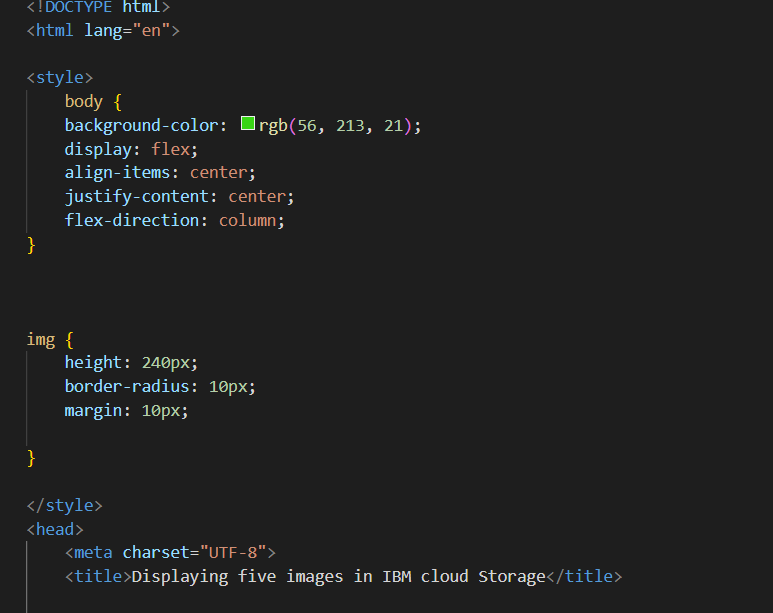 <!DOCTYPE html>
<html lang="en">
<style>
body {
background-color: rgb(56, 213, 21);
display: flex;
align-items: center;
justify-content: center;
flex-direction: column;
}
img {
height: 240px;
border-radius: 10px;
margin: 10px;
}
</style>
<head>
<meta charset="UTF-8">
<title>Displaying five images in IBM cloud Storage</title>